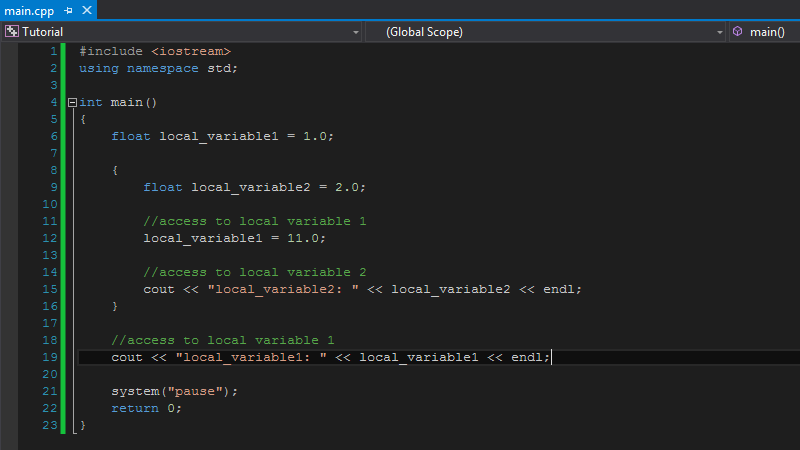 main.cpp
Tutorial (Global Scope) main()
1 #include <iostream>
2 using namespace std;
3
4 int main()
5 {
6 float local_variable1 = 1.0;
7
8 {
9 float local_variable2 = 2.0;
10
11 //access to local variable 1
12 local_variable1 = 11.0;
13
14 //access to local variable 2
15 cout << "local_variable2: " << local_variable2 << endl;
16 }
17
18 //access to local variable 1
19 cout << "local_variable1: " << local_variable1 << endl;
20
21 system("pause");
22 return 0;
23 }